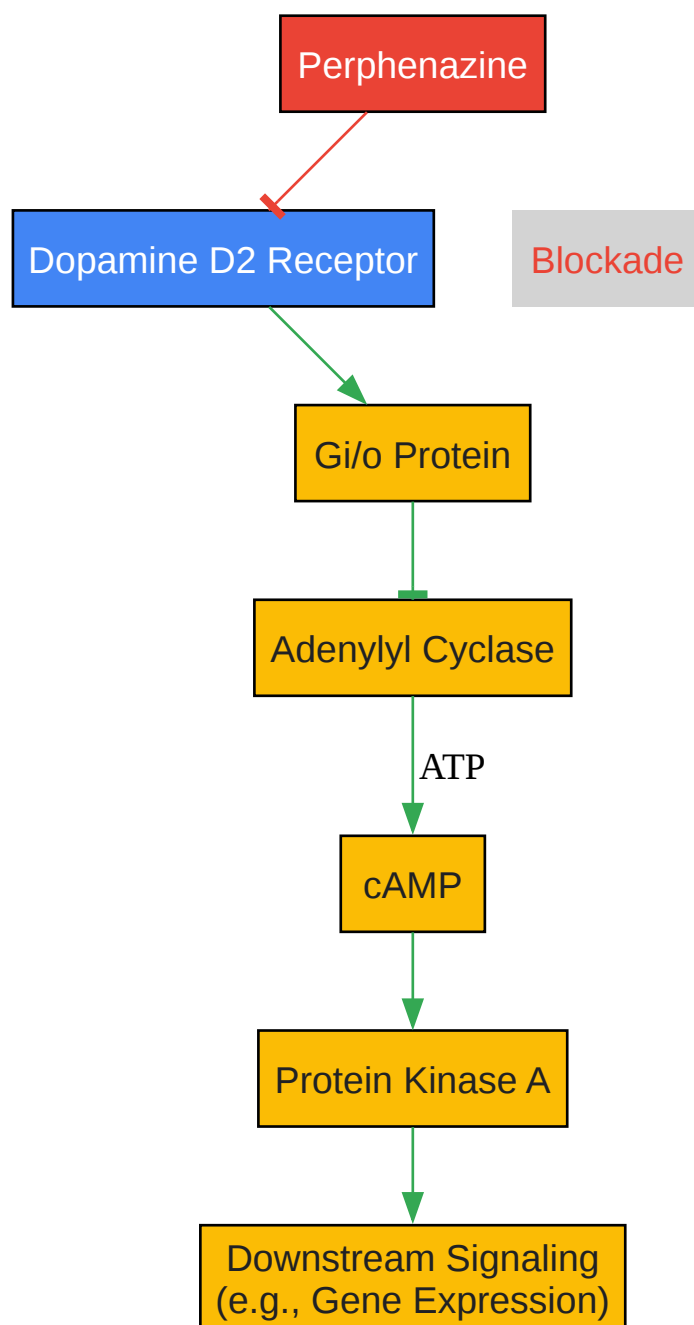 Perphenazine
Dopamine D2 Receptor
Blockade
Gi/o Protein
Adenylyl Cyclase
ATP
cAMP
Protein Kinase A
Downstream Signaling
(e.g., Gene Expression)